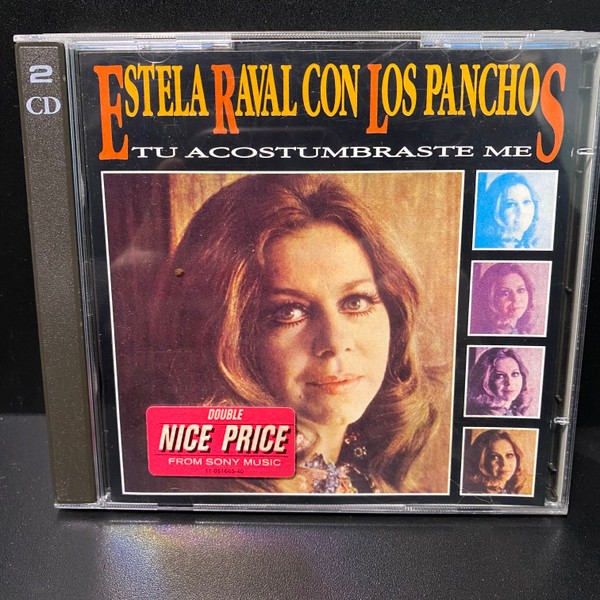 2
CD
ESTELA RAVAL CON LOS PANCHOS
TU ACOSTUMBRASTE ME
DOUBLE
NICE PRICE
FROM SONY MUSIC